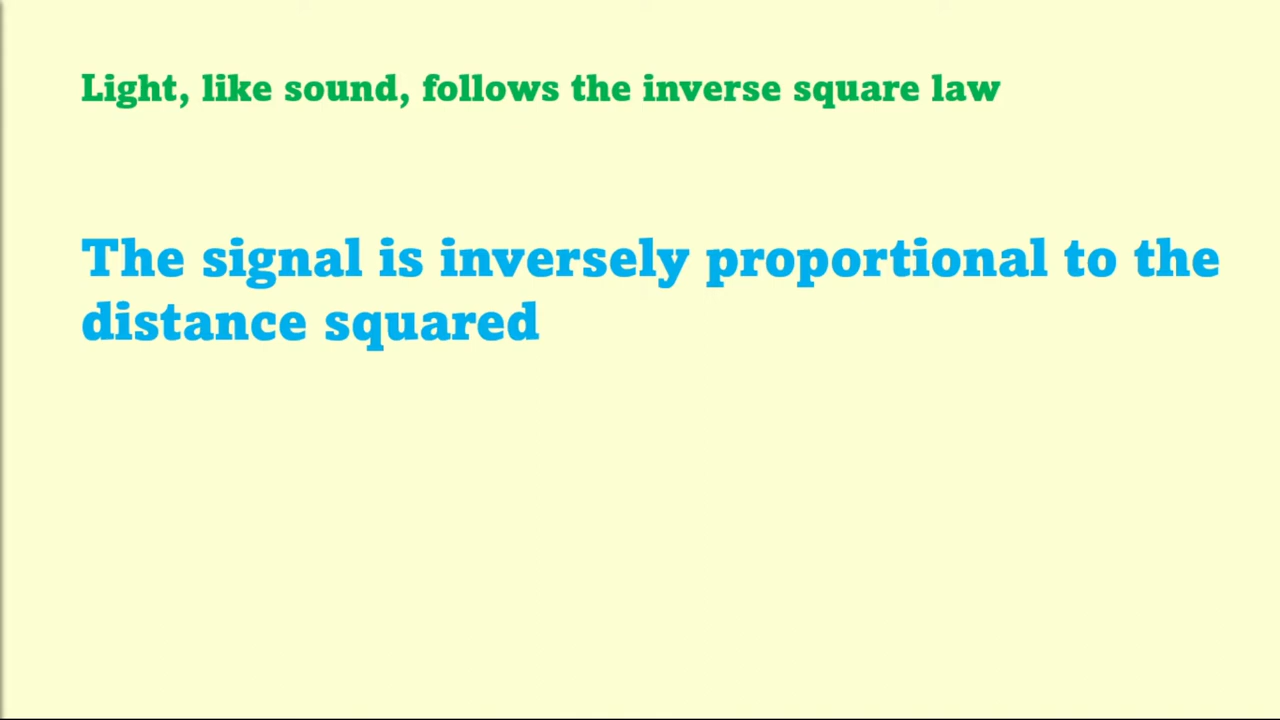 Light, like sound, follows the inverse square law
The signal is inversely proportional to the
distance squared